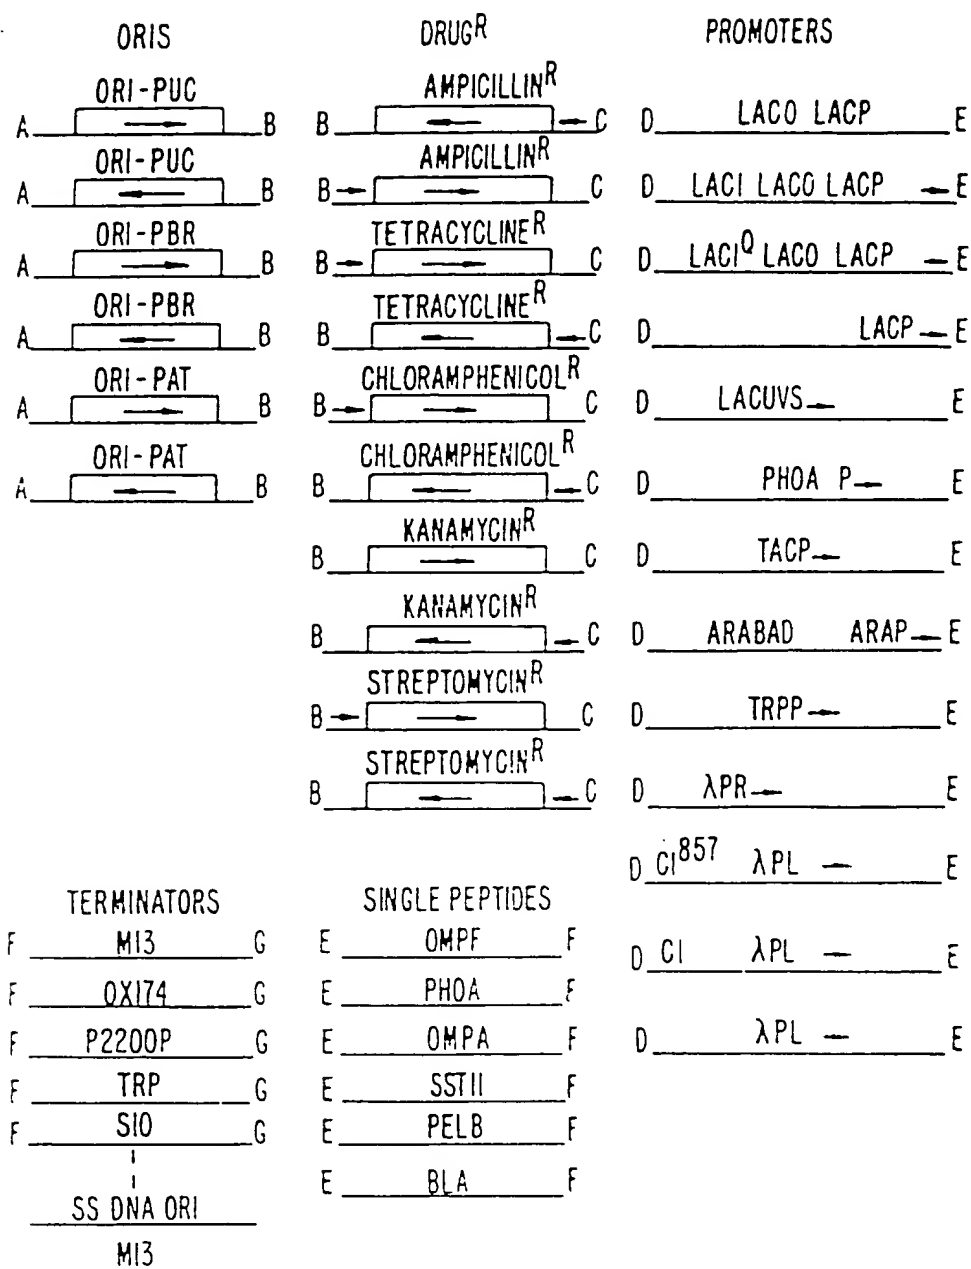 ORIS
ORI-PUC
A B
ORI-PUC
A B
ORI-PBR
A B
ORI-PBR
A B
ORI-PAT
A B
ORI-PAT
A B
DRUGR
AMPICILLINR
B C
AMPICILLINR
B C
TETRACYCLINER
B C
TETRACYCLINER
B C
CHLORAMPHENICOLR
B C
CHLORAMPHENICOLR
B C
KANAMYCINR
B C
KANAMYCINR
B C
STREPTOMYCINR
B C
STREPTOMYCINR
B C
PROMOTERS
D LACO LACP E
D LACI LACO LACP E
D LACIQ LACO LACP E
D LACP E
D LACUVS E
D PHOA P E
D TACP E
D ARABAD ARAP E
D TRPP E
D λPR E
D CI857 λPL E
D CI λPL E
D λPL E
TERMINATORS
F M13 G
F OX174 G
F P2200P G
F TRP G
F S10 G
SS DNA ORI
M13
SINGLE PEPTIDES
E OMPF F
E PHOA F
E OMPA F
E SSTII F
E PELB F
E BLA F